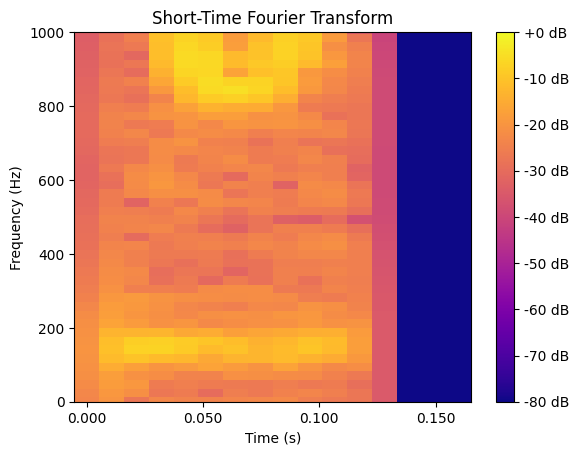 Short-Time Fourier Transform
Frequency (Hz)
1000
800
600
400
200
0
0.000 0.050 0.100 0.150
Time (s)
+0 dB
-10 dB
-20 dB
-30 dB
-40 dB
-50 dB
-60 dB
-70 dB
-80 dB